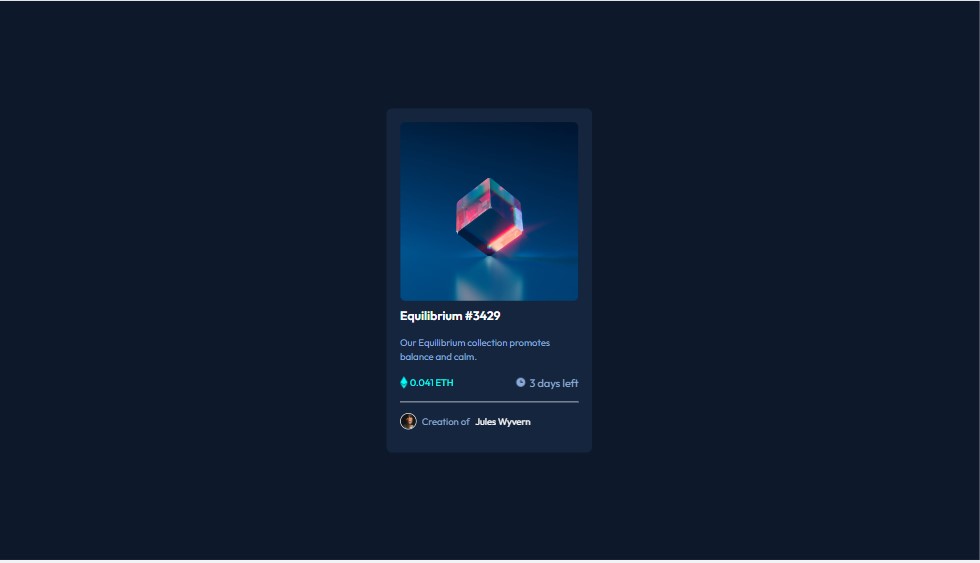 Equilibrium #3429
Our Equilibrium collection promotes
balance and calm.
0.041 ETH
3 days left
Creation of Jules Wyvern